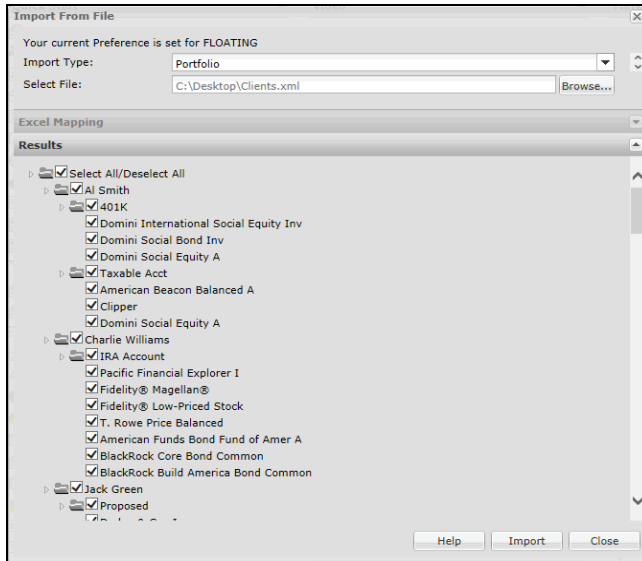 Import From File
Your current Preference is set for FLOATING
Import Type: Portfolio
Select File: C:\Desktop\Clients.xml Browse...
Excel Mapping
Results
Select All/Deselect All
Al Smith
401K
Domini International Social Equity Inv
Domini Social Bond Inv
Domini Social Equity A
Taxable Acct
American Beacon Balanced A
Clipper
Domini Social Equity A
Charlie Williams
IRA Account
Pacific Financial Explorer I
Fidelity® Magellan®
Fidelity® Low-Priced Stock
T. Rowe Price Balanced
American Funds Bond Fund of Amer A
BlackRock Core Bond Common
BlackRock Build America Bond Common
Jack Green
Proposed
Help Import Close